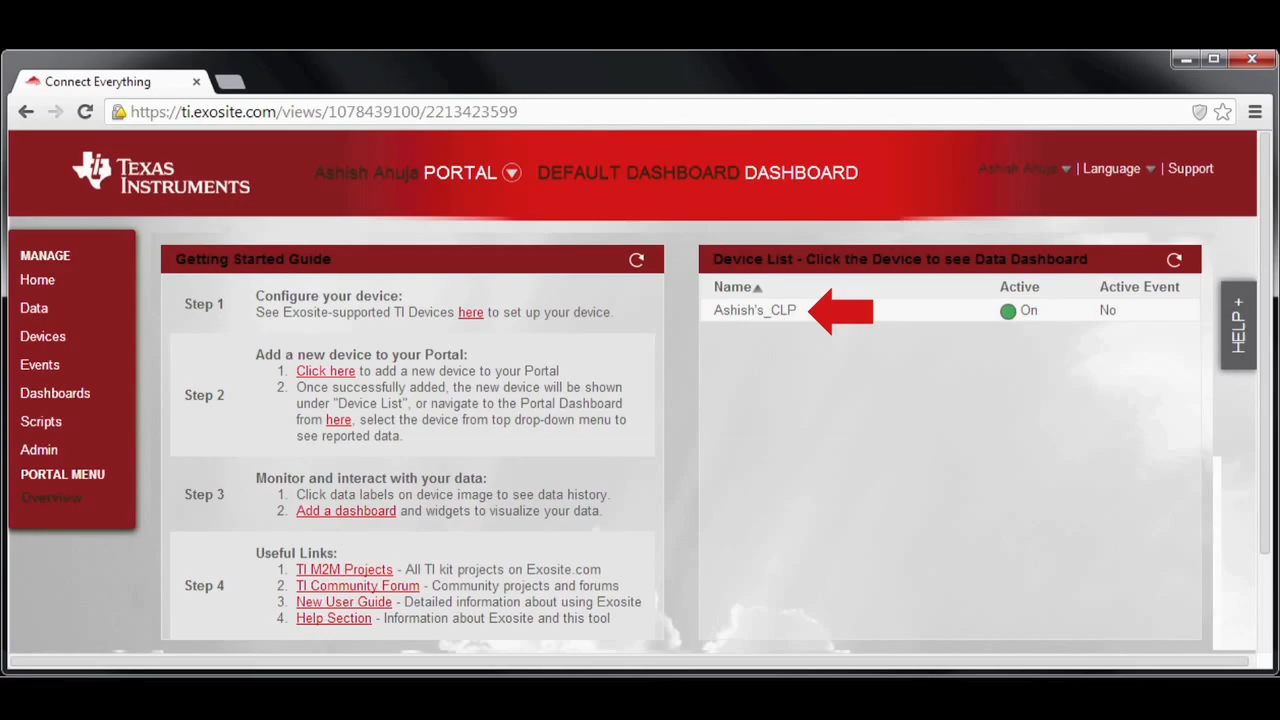 Connect Everything
https://ti.exosite.com/views/1078439100/2213423599
TEXAS INSTRUMENTS
Ashish Anuja PORTAL DEFAULT DASHBOARD DASHBOARD
Ashish Anuja | Language | Support
MANAGE
Home
Data
Devices
Events
Dashboards
Scripts
Admin
PORTAL MENU
Overview
Getting Started Guide
Step 1
Configure your device:
See Exosite-supported TI Devices here to set up your device.
Step 2
Add a new device to your Portal:
1. Click here to add a new device to your Portal
2. Once successfully added, the new device will be shown
under "Device List", or navigate to the Portal Dashboard
from here, select the device from top drop-down menu to
see reported data.
Step 3
Monitor and interact with your data:
1. Click data labels on device image to see data history.
2. Add a dashboard and widgets to visualize your data.
Step 4
Useful Links:
1. TI M2M Projects - All TI kit projects on Exosite.com
2. TI Community Forum - Community projects and forums
3. New User Guide - Detailed information about using Exosite
4. Help Section - Information about Exosite and this tool
Device List - Click the Device to see Data Dashboard
Name Active Active Event
Ashish's_CLP On No
HELP +